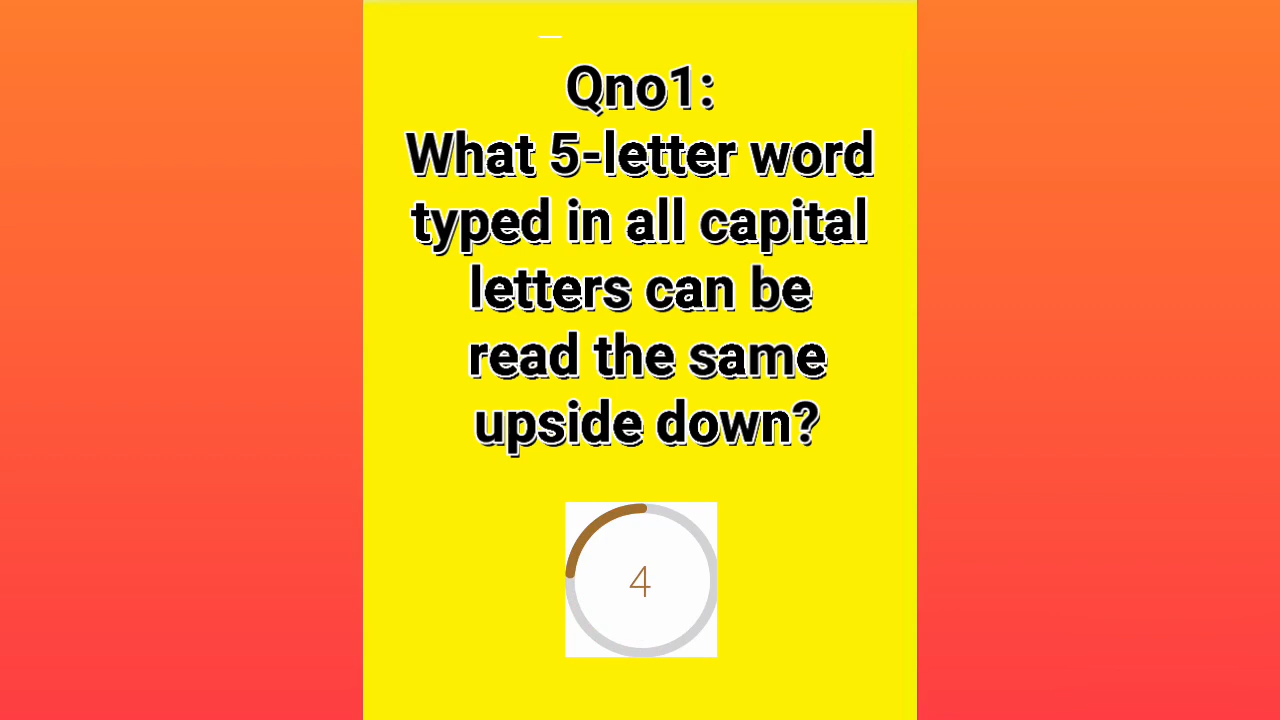 Qno1:
What 5-letter word
typed in all capital
letters can be
read the same
upside down?
4